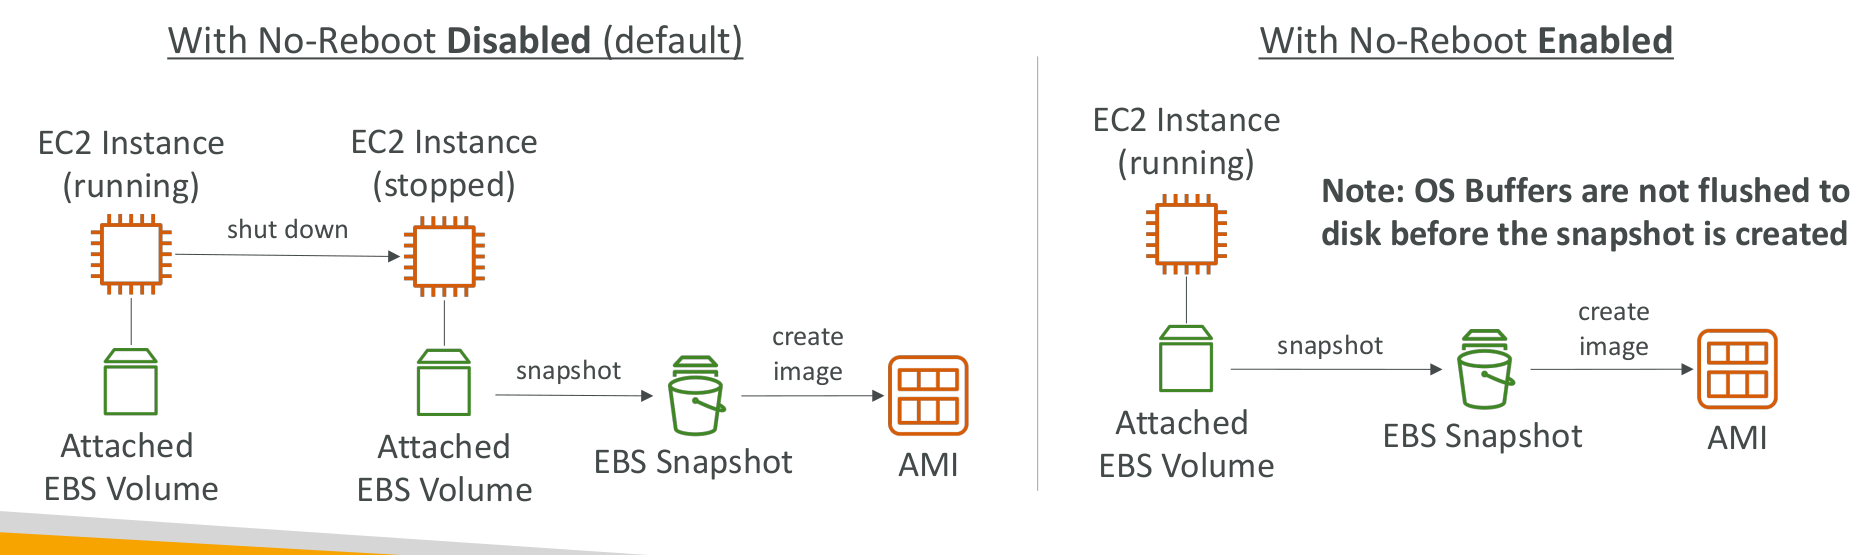 With No-Reboot Disabled (default)
EC2 Instance
(running)
shut down
EC2 Instance
(stopped)
Attached
EBS Volume
Attached
EBS Volume
snapshot
EBS Snapshot
create
image
AMI
With No-Reboot Enabled
EC2 Instance
(running)
Note: OS Buffers are not flushed to
disk before the snapshot is created
Attached
EBS Volume
snapshot
EBS Snapshot
create
image
AMI